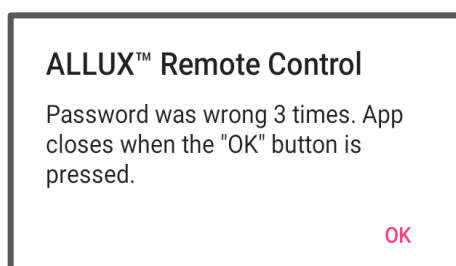 ALLUX™ Remote Control
Password was wrong 3 times. App
closes when the "OK" button is
pressed.
OK